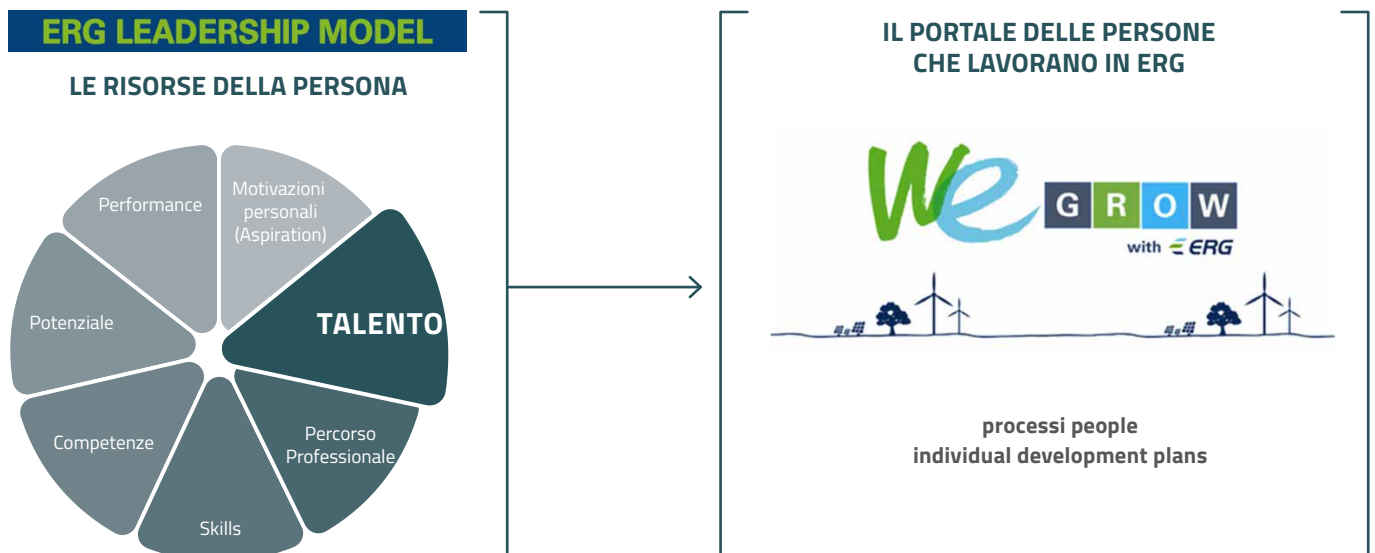 ERG LEADERSHIP MODEL
LE RISORSE DELLA PERSONA
Performance
Motivazioni
personali
(Aspiration)
TALENTO
Potenziale
Competenze
Percorso
Professionale
Skills
IL PORTALE DELLE PERSONE
CHE LAVORANO IN ERG
We GROW
with ERG
processi people
individual development plans